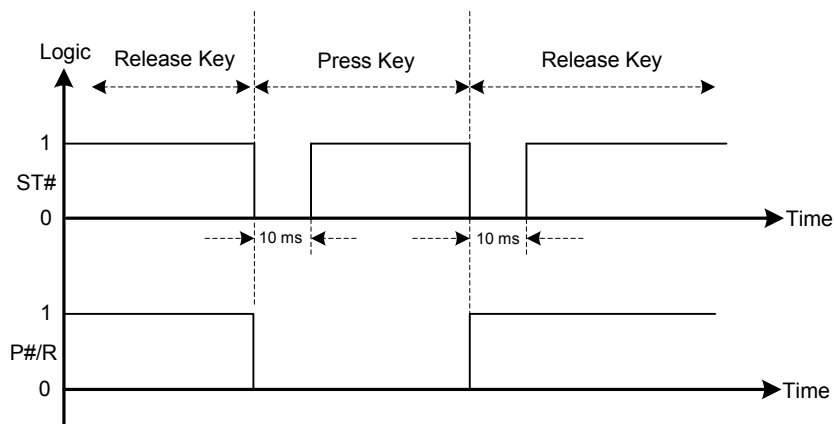 Logic
Release Key
Press Key
Release Key
1
ST#
0
Time
10 ms
10 ms
1
P#/R
0
Time